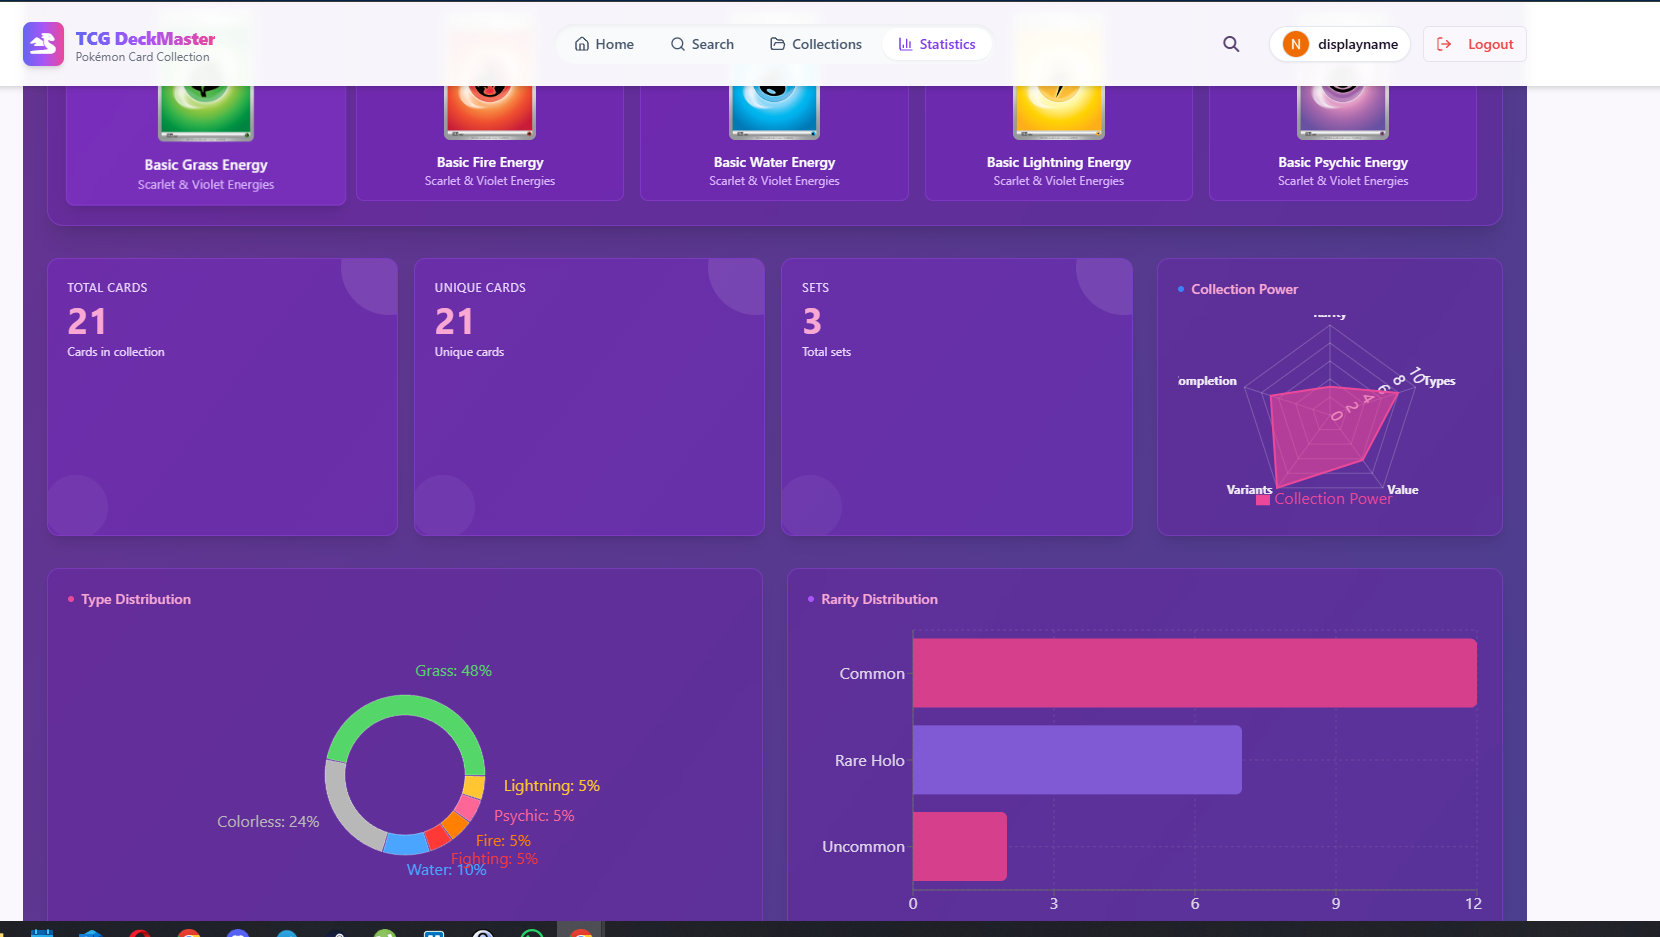 TCG DeckMaster
Pokémon Card Collection
Home
Search
Collections
Statistics
N
displayname
Logout
Basic Grass Energy
Scarlet & Violet Energies
Basic Fire Energy
Scarlet & Violet Energies
Basic Water Energy
Scarlet & Violet Energies
Basic Lightning Energy
Scarlet & Violet Energies
Basic Psychic Energy
Scarlet & Violet Energies
TOTAL CARDS
21
Cards in collection
UNIQUE CARDS
21
Unique cards
SETS
3
Total sets
Collection Power
ompletion
Types
10
8
6
4
2
0
Variants
Value
Collection Power
Type Distribution
Grass: 48%
Lightning: 5%
Psychic: 5%
Colorless: 24%
Fire: 5%
Fighting: 5%
Water: 10%
Rarity Distribution
Common
Rare Holo
Uncommon
0
3
6
9
12